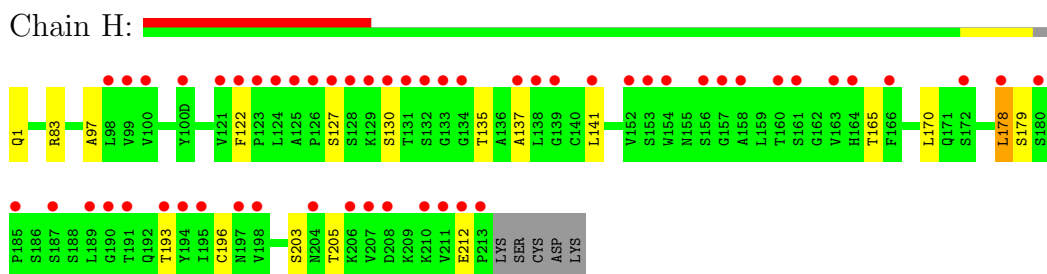 Chain H:
Q1 R83 A97 L98 V99 V100 Y100D V121 F122 P123 L124 A125 P126 S127 S128 K129 S130 T131 S132 G133 G134 T135 A136 A137 L138 G139 C140 L141 V152 S153 W154 N155 S156 G157 A158 L159 T160 S161 G162 V163 H164 T165 F166 L170 Q171 S172 L178 S179 S180
P185 S186 S187 S188 L189 G190 T191 Q192 T193 Y194 I195 C196 N197 V198 S203 N204 T205 K206 V207 D208 K209 K210 V211 E212 P213 LYS SER CYS ASP LYS